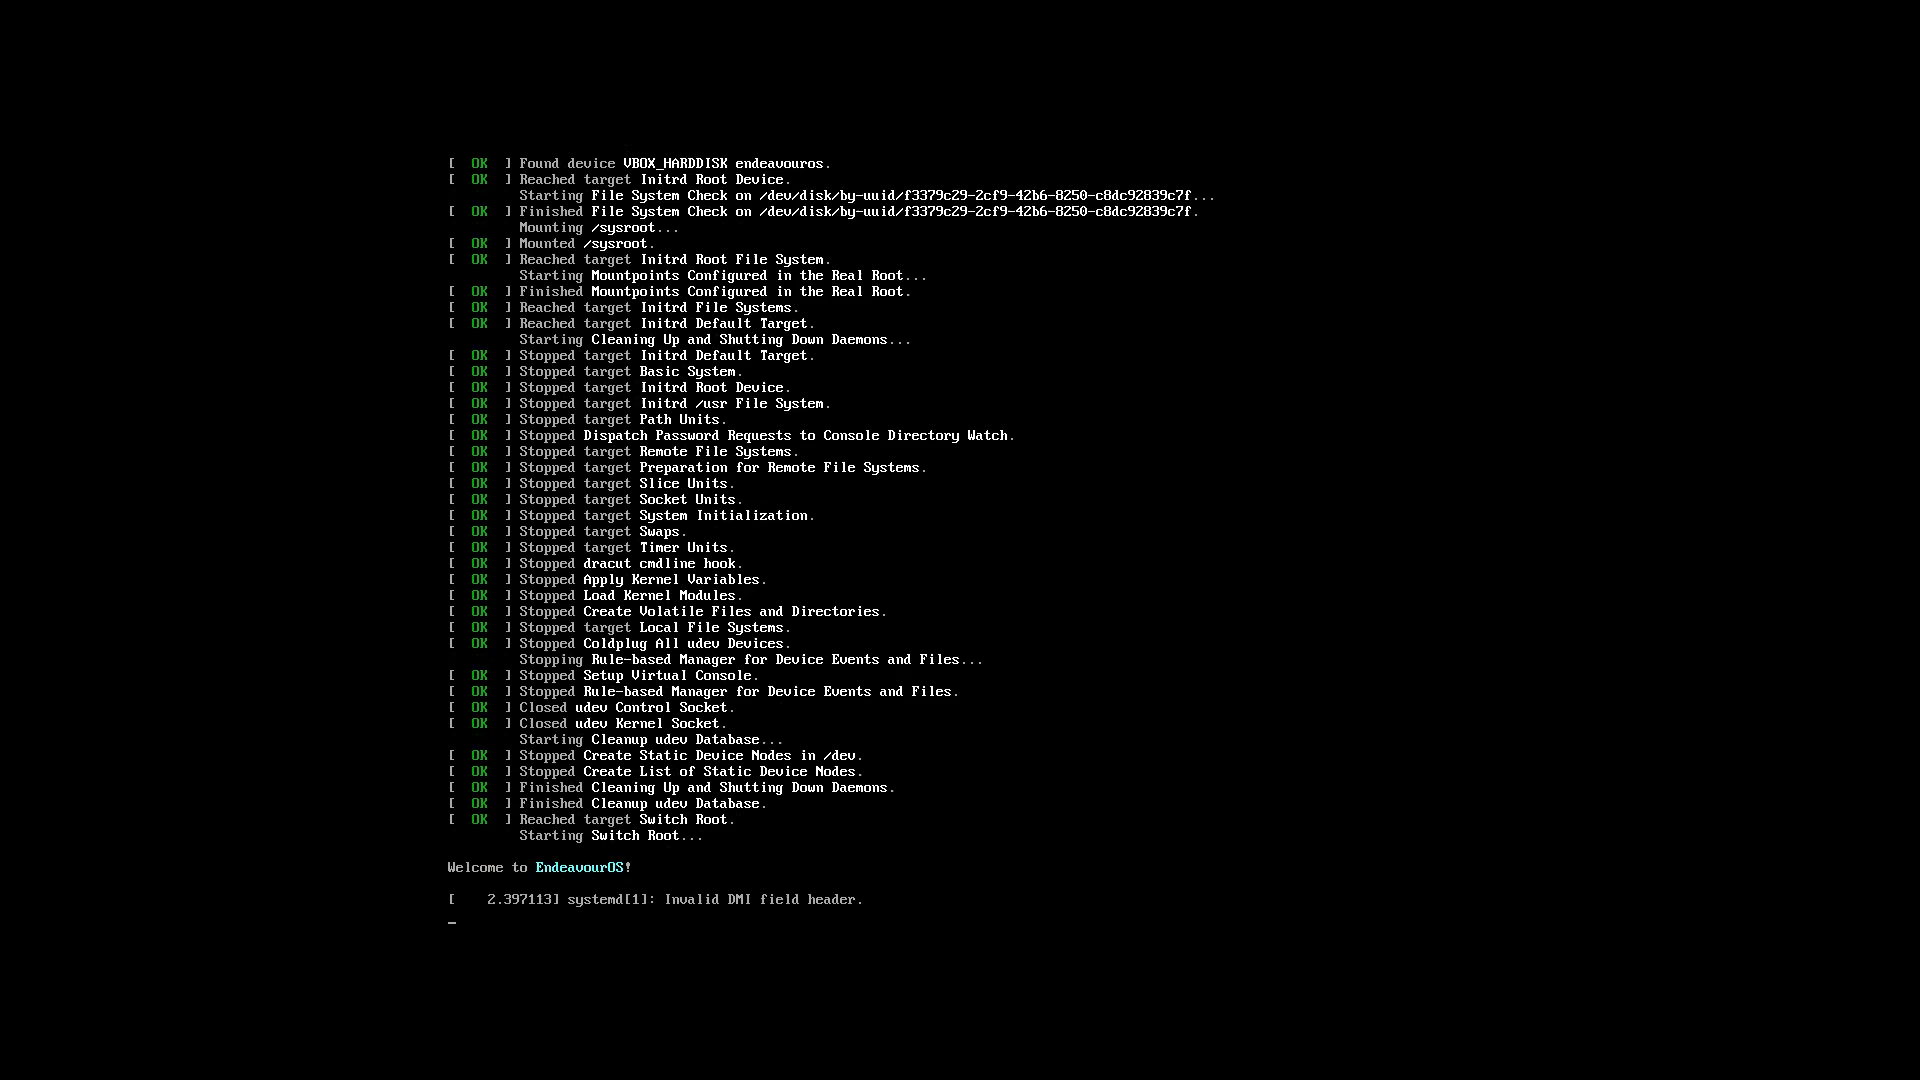 [  OK  ] Found device VBOX_HARDDISK endeavouros.
[  OK  ] Reached target Initrd Root Device.
         Starting File System Check on /dev/disk/by-uuid/f3379c29-2cf9-42b6-8250-c8dc92839c7f...
[  OK  ] Finished File System Check on /dev/disk/by-uuid/f3379c29-2cf9-42b6-8250-c8dc92839c7f.
         Mounting /sysroot...
[  OK  ] Mounted /sysroot.
[  OK  ] Reached target Initrd Root File System.
         Starting Mountpoints Configured in the Real Root...
[  OK  ] Finished Mountpoints Configured in the Real Root.
[  OK  ] Reached target Initrd File Systems.
[  OK  ] Reached target Initrd Default Target.
         Starting Cleaning Up and Shutting Down Daemons...
[  OK  ] Stopped target Initrd Default Target.
[  OK  ] Stopped target Basic System.
[  OK  ] Stopped target Initrd Root Device.
[  OK  ] Stopped target Initrd /usr File System.
[  OK  ] Stopped target Path Units.
[  OK  ] Stopped Dispatch Password Requests to Console Directory Watch.
[  OK  ] Stopped target Remote File Systems.
[  OK  ] Stopped target Preparation for Remote File Systems.
[  OK  ] Stopped target Slice Units.
[  OK  ] Stopped target Socket Units.
[  OK  ] Stopped target System Initialization.
[  OK  ] Stopped target Swaps.
[  OK  ] Stopped target Timer Units.
[  OK  ] Stopped dracut cmdline hook.
[  OK  ] Stopped Apply Kernel Variables.
[  OK  ] Stopped Load Kernel Modules.
[  OK  ] Stopped Create Volatile Files and Directories.
[  OK  ] Stopped target Local File Systems.
[  OK  ] Stopped Coldplug All udev Devices.
         Stopping Rule-based Manager for Device Events and Files...
[  OK  ] Stopped Setup Virtual Console.
[  OK  ] Stopped Rule-based Manager for Device Events and Files.
[  OK  ] Closed udev Control Socket.
[  OK  ] Closed udev Kernel Socket.
         Starting Cleanup udev Database...
[  OK  ] Stopped Create Static Device Nodes in /dev.
[  OK  ] Stopped Create List of Static Device Nodes.
[  OK  ] Finished Cleaning Up and Shutting Down Daemons.
[  OK  ] Finished Cleanup udev Database.
[  OK  ] Reached target Switch Root.
         Starting Switch Root...
Welcome to EndeavourOS!
[    2.397113] systemd[1]: Invalid DMI field header.
_